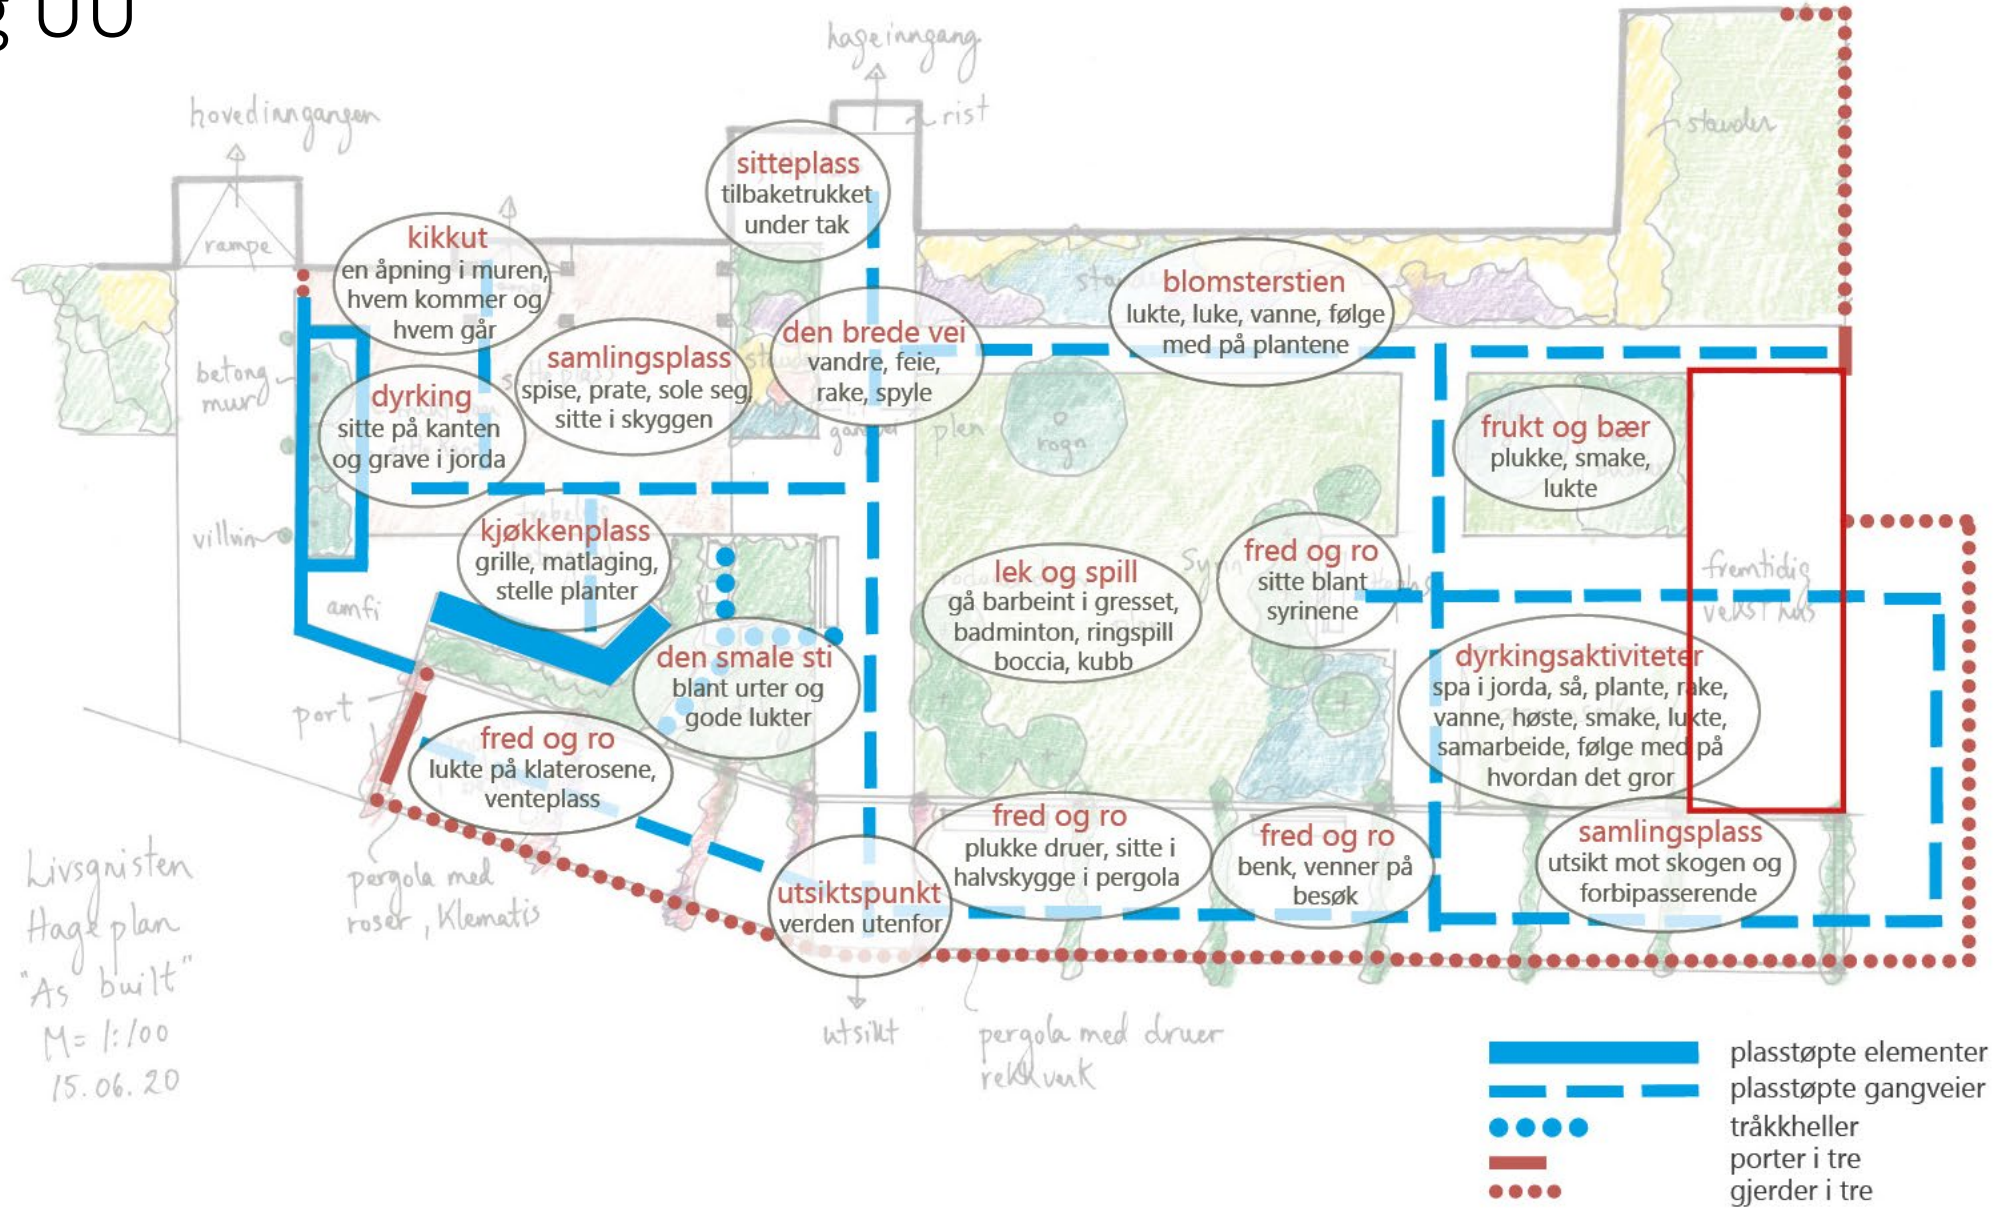 g UU
hageinngang
hovedinngangen
rist
stauder
rampe
sitteplass
tilbaketrukket
under tak
kikkut
en åpning i muren,
hvem kommer og
hvem går
blomsterstien
lukte, luke, vanne, følge
med på plantene
den brede vei
vandre, feie,
rake, spyle
samlingsplass
spise, prate, sole seg,
sitte i skyggen
betong
mur
dyrking
sitte på kanten
og grave i jorda
plen
rogn
frukt og bær
plukke, smake,
lukte
villvin
kjøkkenplass
grille, matlaging,
stelle planter
lek og spill
gå barbeint i gresset,
badminton, ringspill
boccia, kubb
fred og ro
sitte blant
syrinene
fremtidig
veksthus
amfi
den smale sti
blant urter og
gode lukter
dyrkingsaktiviteter
spa i jorda, så, plante, rake,
vanne, høste, smake, lukte,
samarbeide, følge med på
hvordan det gror
port
fred og ro
lukte på klaterosene,
venteplass
fred og ro
plukke druer, sitte i
halvskygge i pergola
fred og ro
benk, venner på
besøk
samlingsplass
utsikt mot skogen og
forbipasserende
utsiktspunkt
verden utenfor
pergola med
roser, Klematis
Livsgnisten
Hageplan
"As built"
M= 1:100
15.06.20
utsikt
pergola med druer
rekkverk
plasstøpte elementer
plasstøpte gangveier
tråkkheller
porter i tre
gjerder i tre